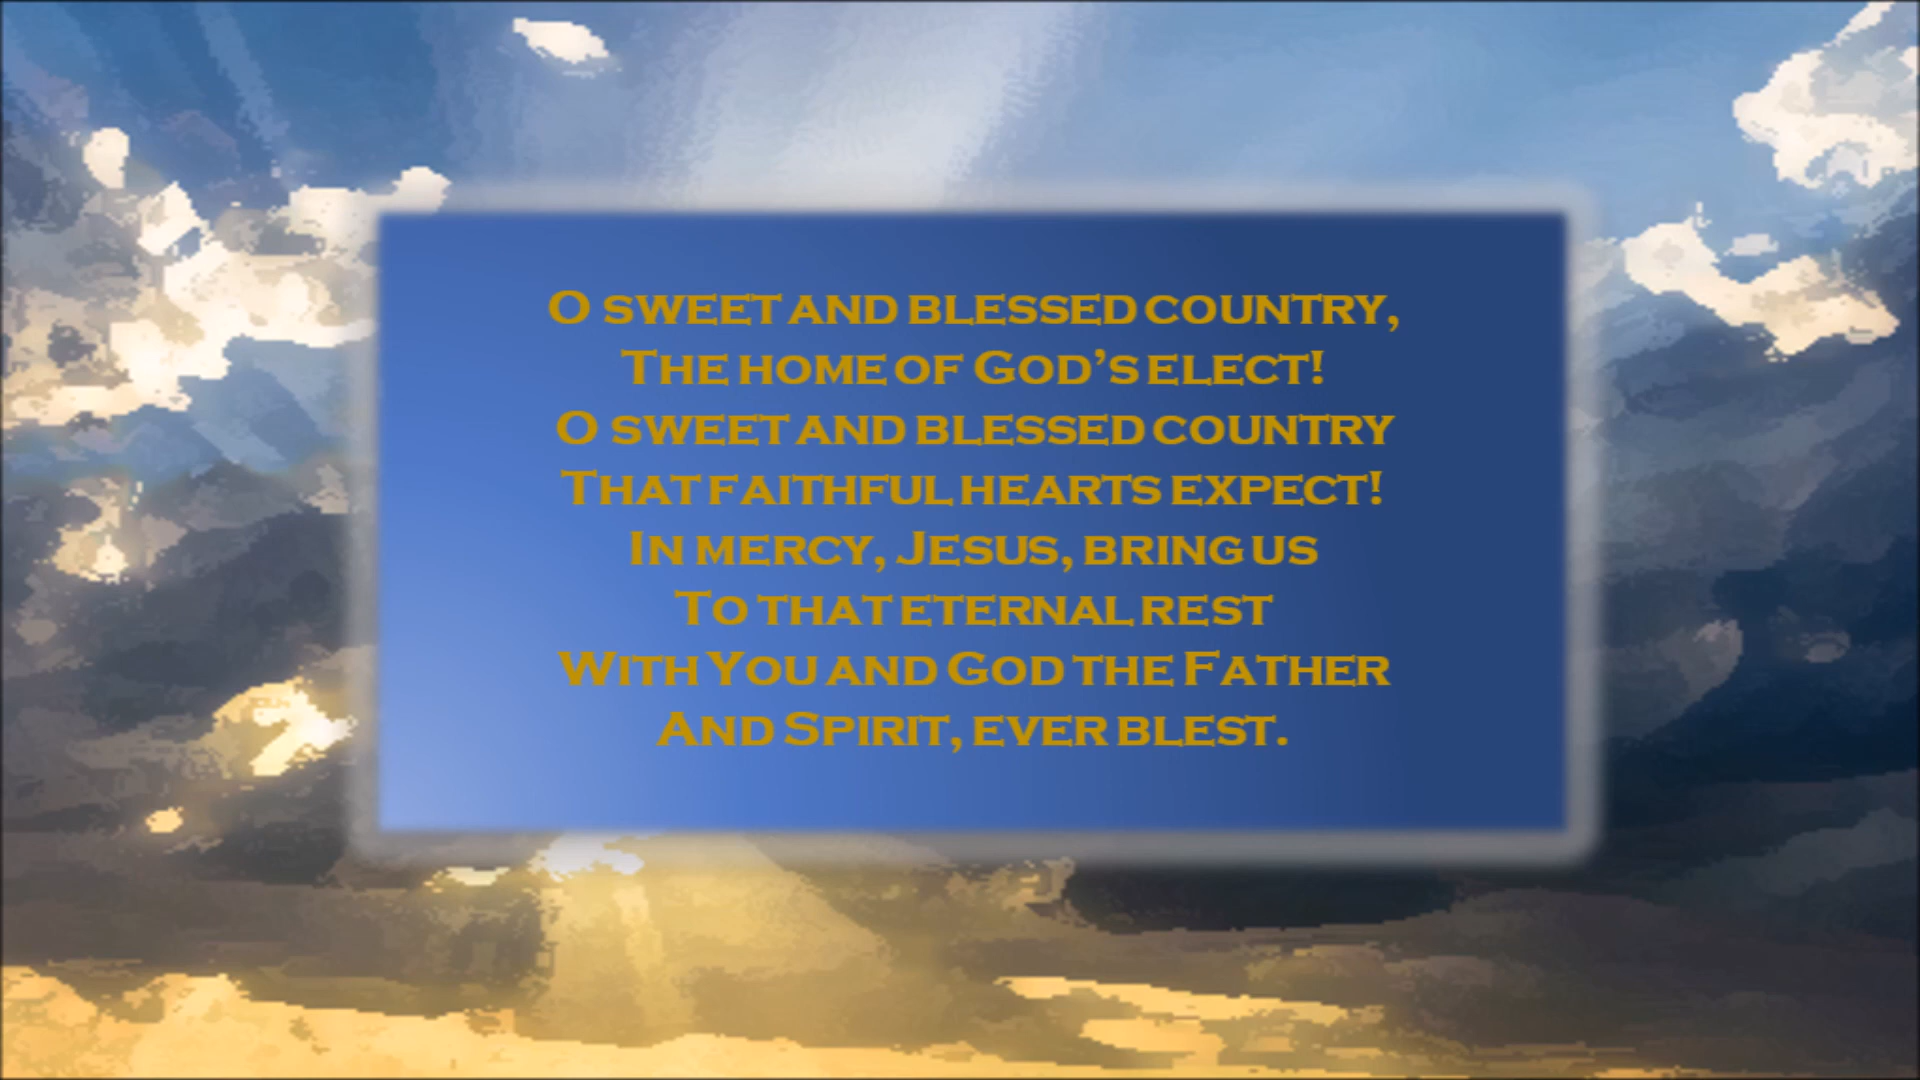 O sweet and blessed country,
The home of God’s elect!
O sweet and blessed country
That faithful hearts expect!
In mercy, Jesus, bring us
To that eternal rest
With You and God the Father
And Spirit, ever blest.